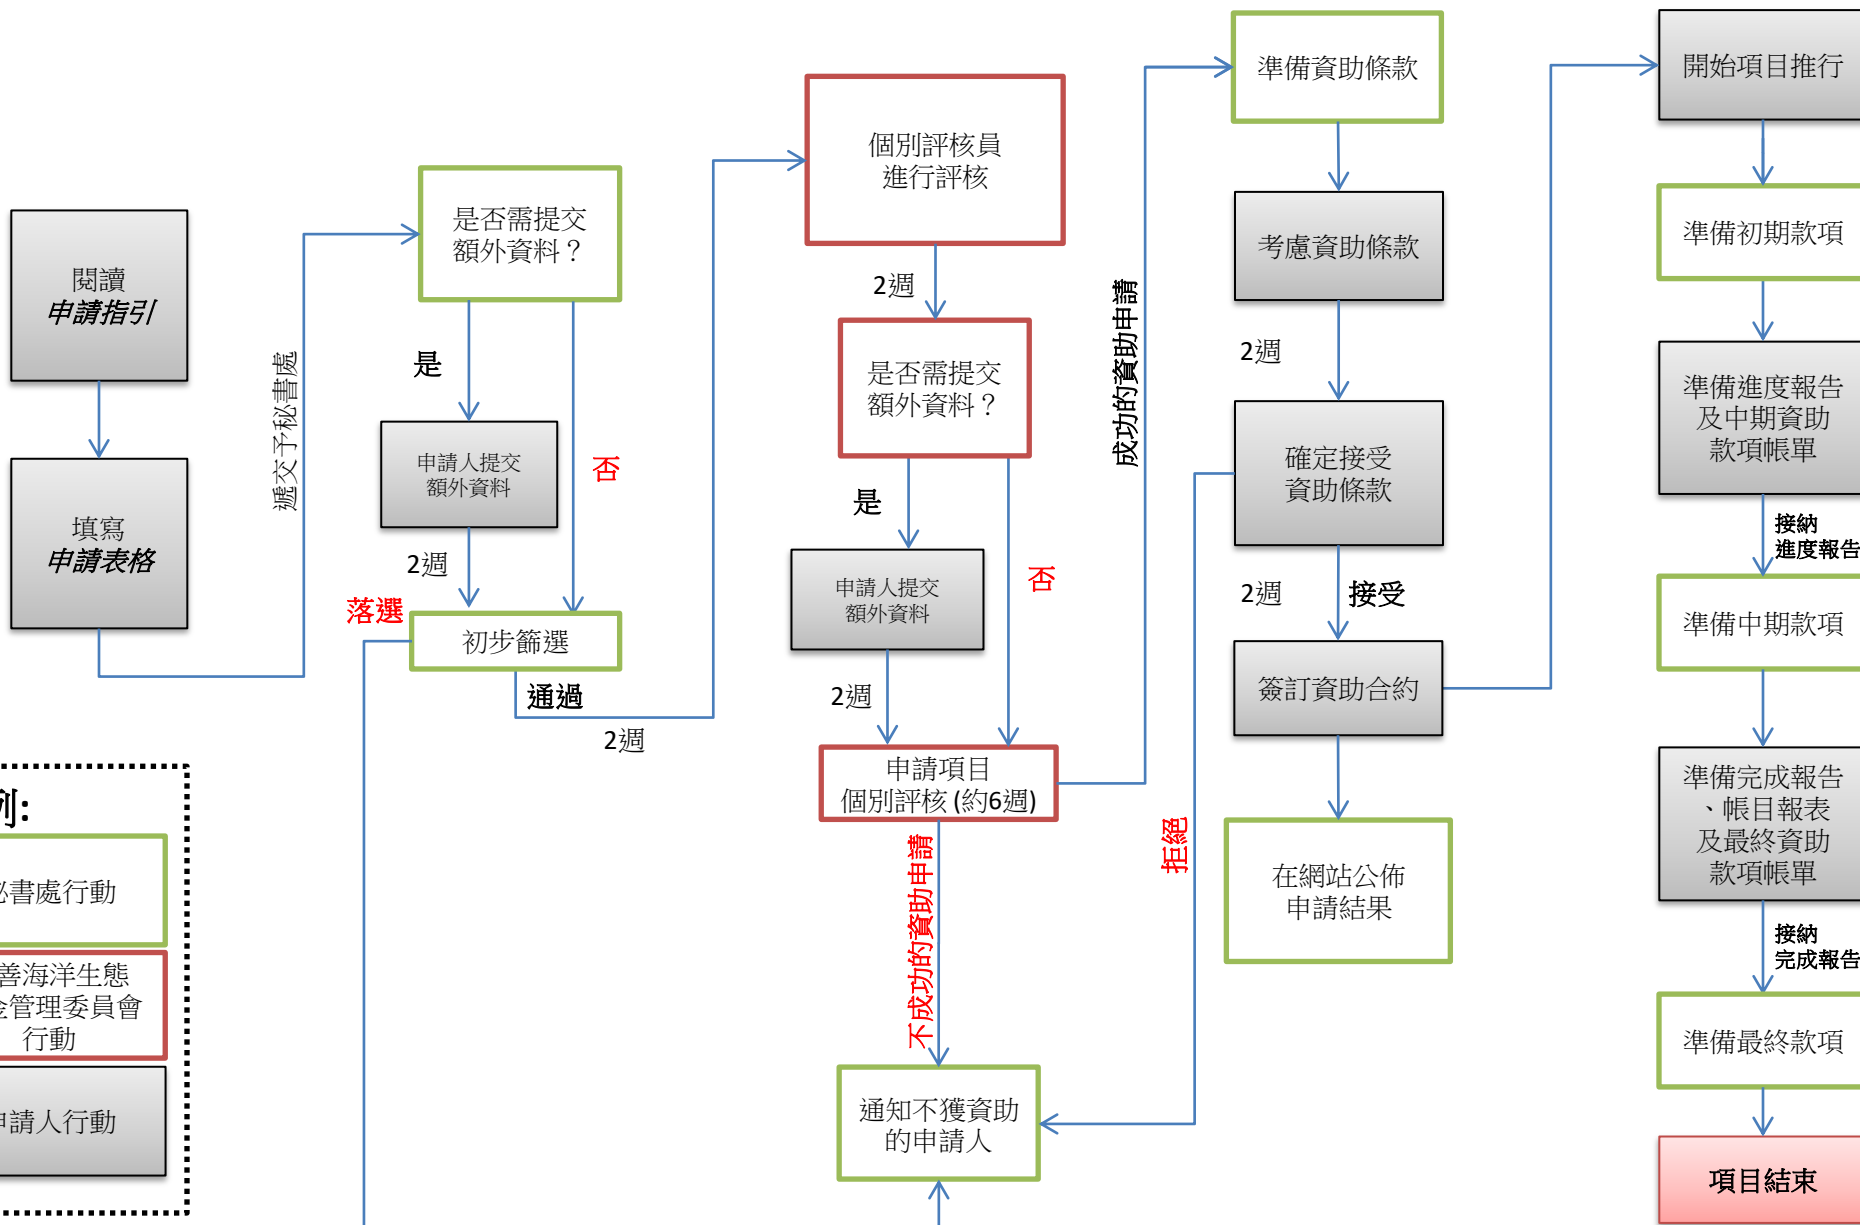 閱讀
申請指引
填寫
申請表格
遞交予秘書處
是否需提交
額外資料？
是
否
申請人提交
額外資料
2週
落選
初步篩選
通過
2週
個別評核員
進行評核
2週
是否需提交
額外資料？
是
否
申請人提交
額外資料
2週
申請項目
個別評核 (約6週)
成功的資助申請
不成功的資助申請
通知不獲資助
的申請人
準備資助條款
考慮資助條款
2週
確定接受
資助條款
2週
接受
拒絕
簽訂資助合約
在網站公佈
申請結果
開始項目推行
準備初期款項
準備進度報告
及中期資助
款項帳單
接納
進度報告
準備中期款項
準備完成報告
、帳目報表
及最終資助
款項帳單
接納
完成報告
準備最終款項
項目結束
例:
書處行動
善海洋生態
金管理委員會
行動
請人行動